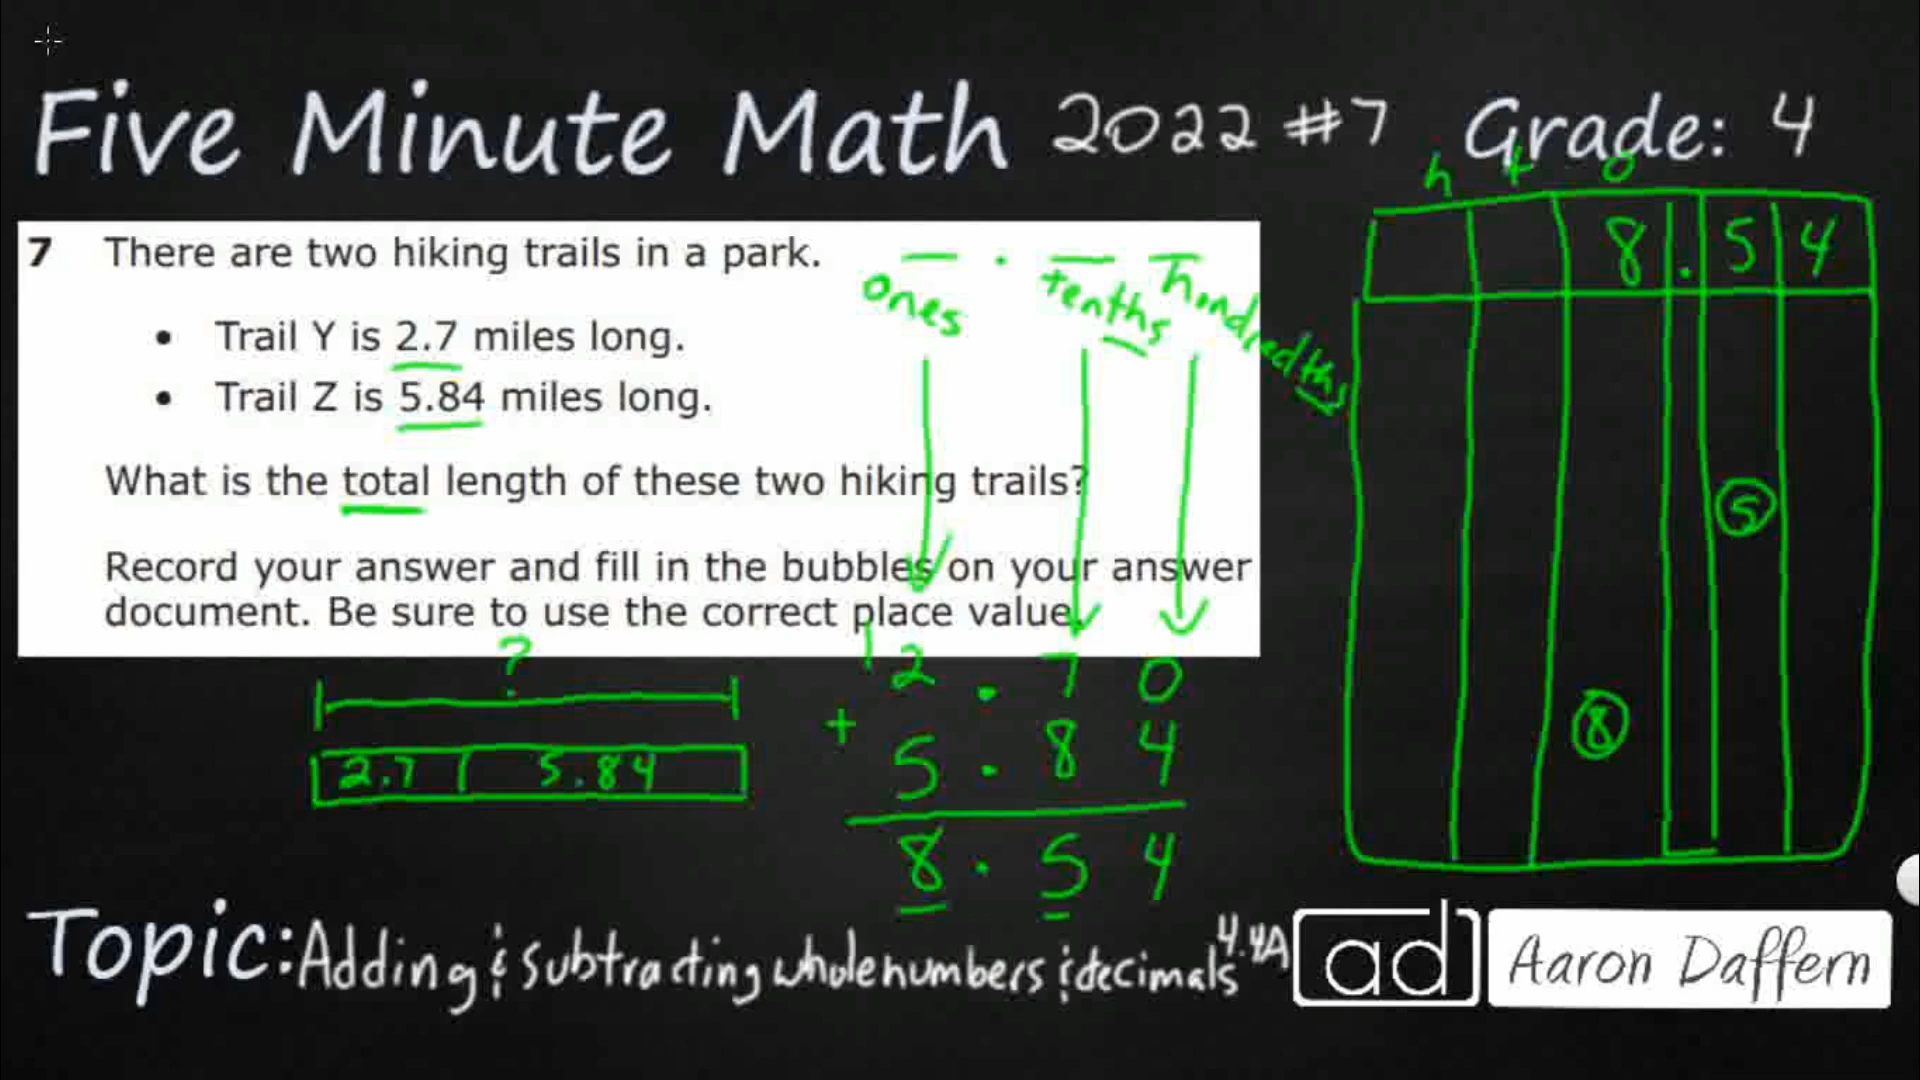 Five Minute Math 2022 #7 Grade: 4
h t o
8 . 5 4
7 There are two hiking trails in a park.
_ . _ _
ones tenths hundredths
• Trail Y is 2.7 miles long.
• Trail Z is 5.84 miles long.
What is the total length of these two hiking trails?
Record your answer and fill in the bubbles on your answer
document. Be sure to use the correct place value.
5
8
?
2.7 5.84
1
2 . 7 0
+ 5 . 8 4
8 . 5 4
Topic: Adding & subtracting whole numbers & decimals 4.4A
ad Aaron Daffern